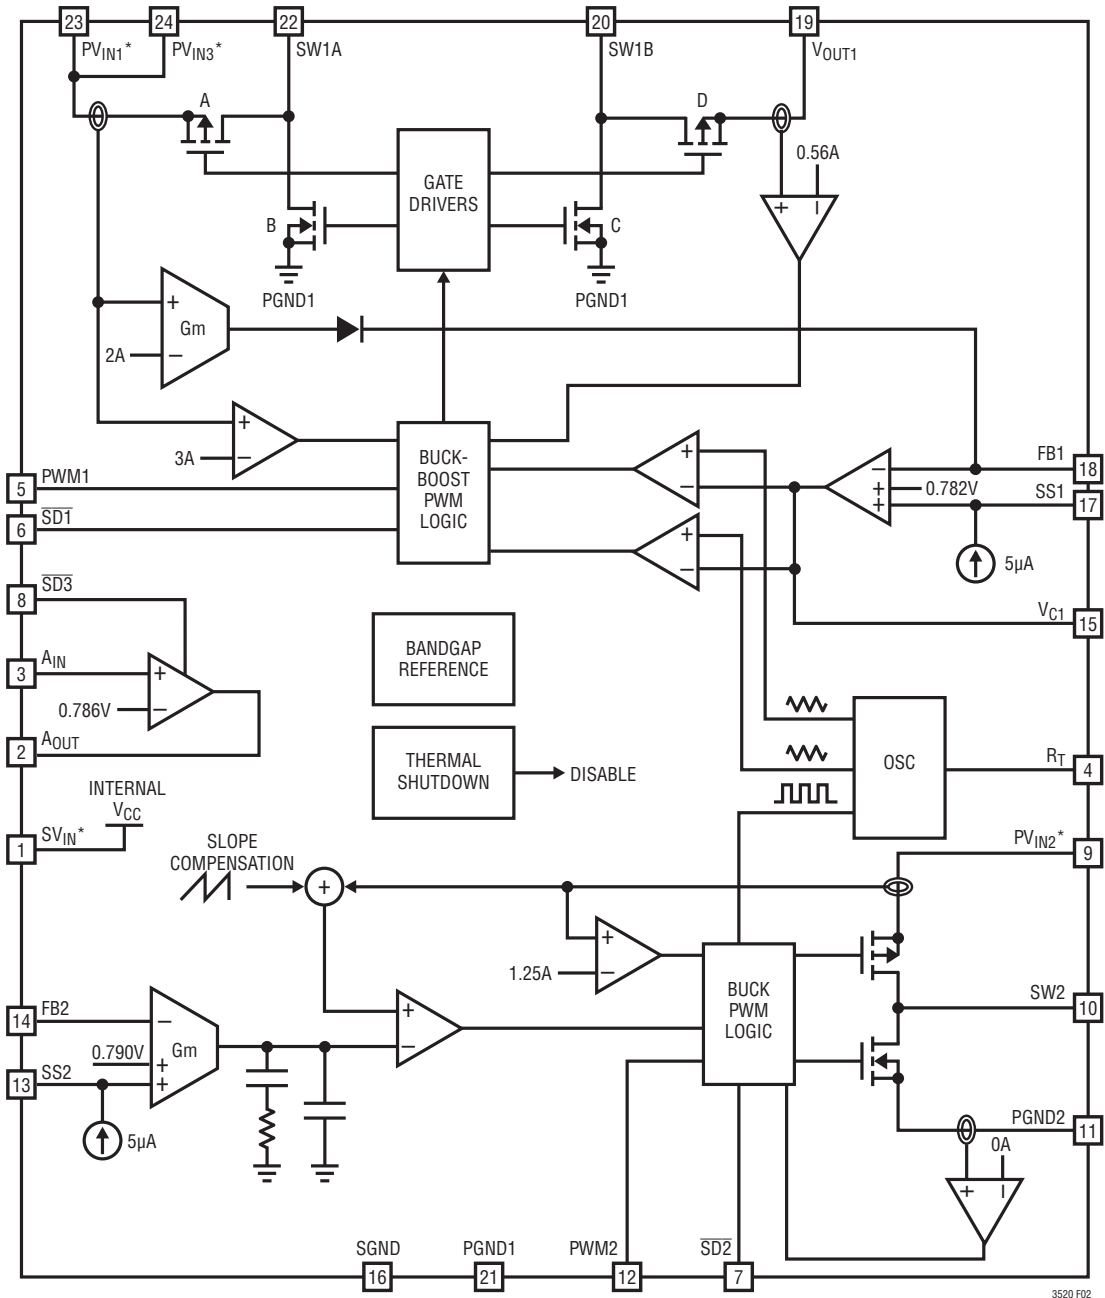 23
24
22
20
19
PVIN1*
PVIN3*
SW1A
SW1B
VOUT1
A
D
0.56A
GATE
DRIVERS
+
–
B
C
PGND1
PGND1
+
Gm
2A
–
+
3A
–
BUCK-
BOOST
PWM
LOGIC
+
–
–
+
0.782V
+
FB1
18
SS1
17
5
PWM1
6
SD1
+
–
5µA
8
SD3
VC1
15
3
AIN
+
0.786V
–
BANDGAP
REFERENCE
2
AOUT
THERMAL
SHUTDOWN
DISABLE
OSC
RT
4
INTERNAL
VCC
1
SVIN*
PVIN2*
9
SLOPE
COMPENSATION
+
+
1.25A
–
BUCK
PWM
LOGIC
SW2
10
14
FB2
–
0.790V
+
Gm
+
–
13
SS2
+
5µA
PGND2
11
0A
+
–
SGND
PGND1
PWM2
SD2
16
21
12
7
3520 F02